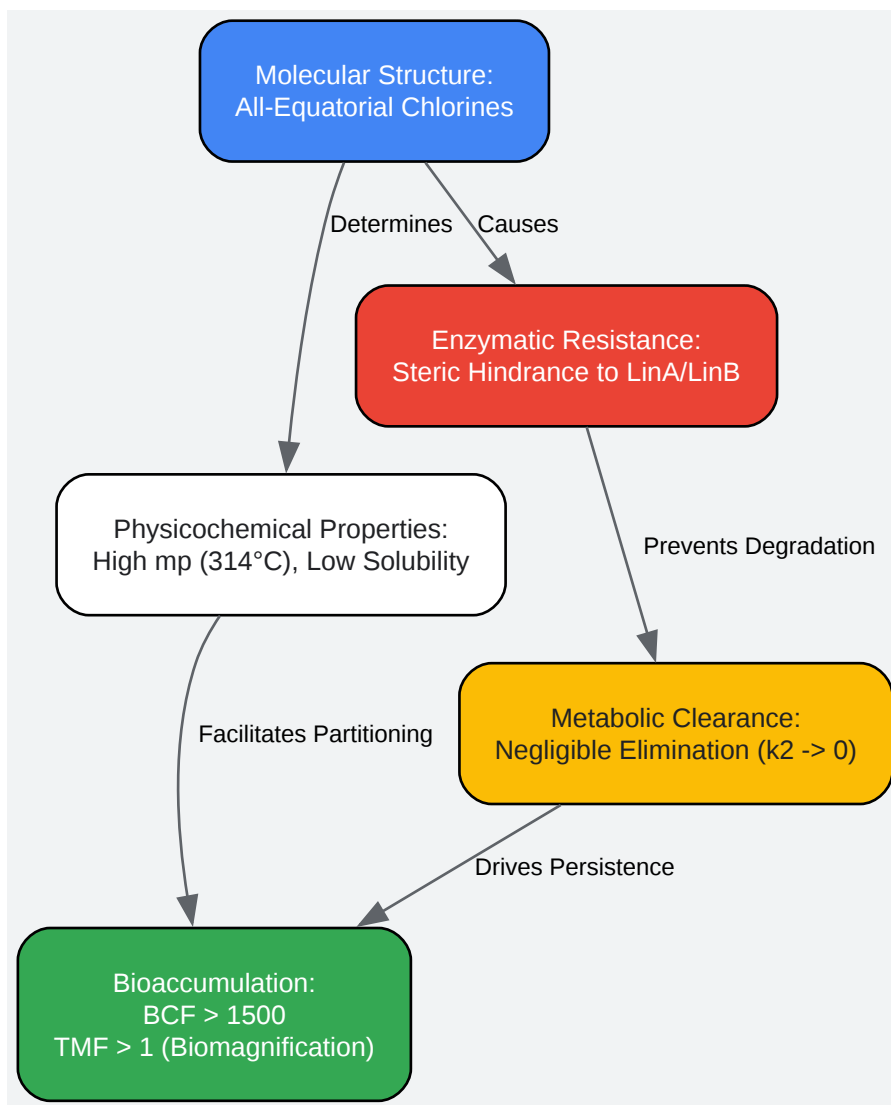 Molecular Structure:
All-Equatorial Chlorines
Determines
Causes
Enzymatic Resistance:
Steric Hindrance to LinA/LinB
Physicochemical Properties:
High mp (314°C), Low Solubility
Prevents Degradation
Metabolic Clearance:
Negligible Elimination (k2 -> 0)
Facilitates Partitioning
Drives Persistence
Bioaccumulation:
BCF > 1500
TMF > 1 (Biomagnification)